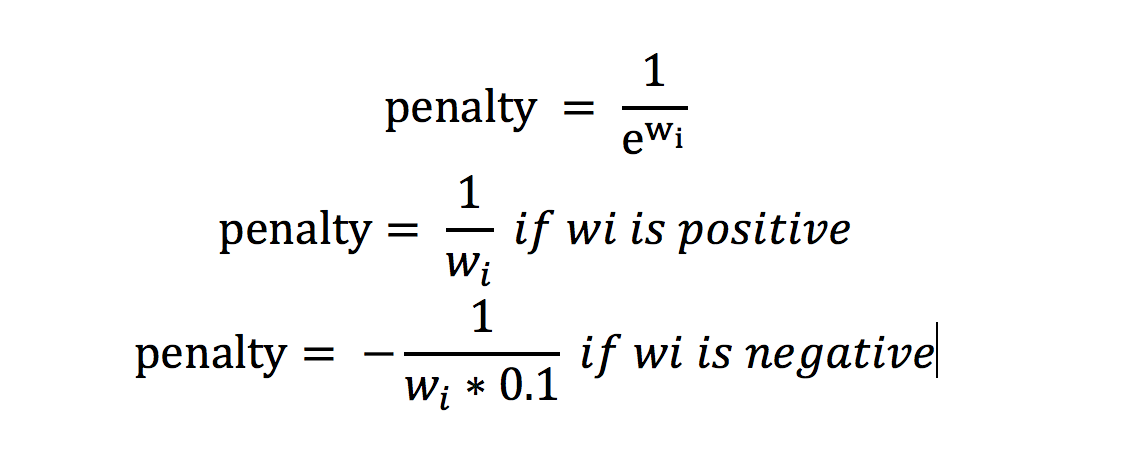 penalty = 1/e^{w_i}
penalty = 1/w_i if wi is positive
penalty = − 1/(w_i * 0.1) if wi is negative